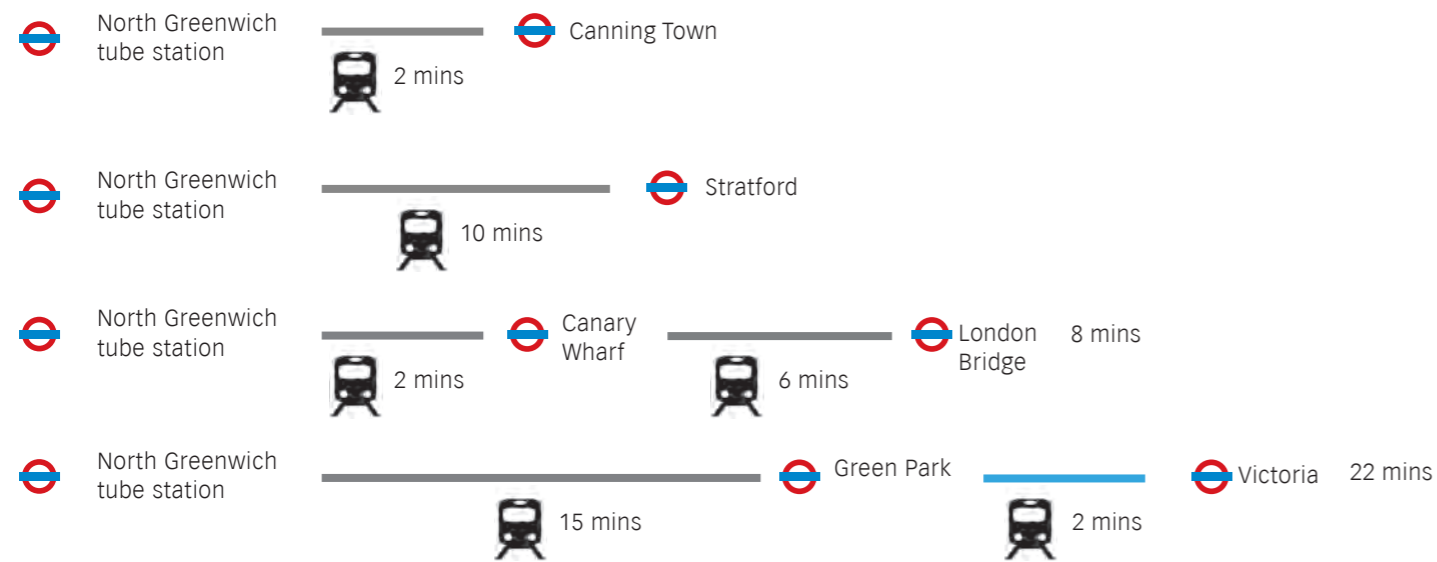 North Greenwich
tube station
Canning Town
2 mins
North Greenwich
tube station
Stratford
10 mins
North Greenwich
tube station
Canary
Wharf
London
Bridge
8 mins
2 mins
6 mins
North Greenwich
tube station
Green Park
Victoria
22 mins
15 mins
2 mins